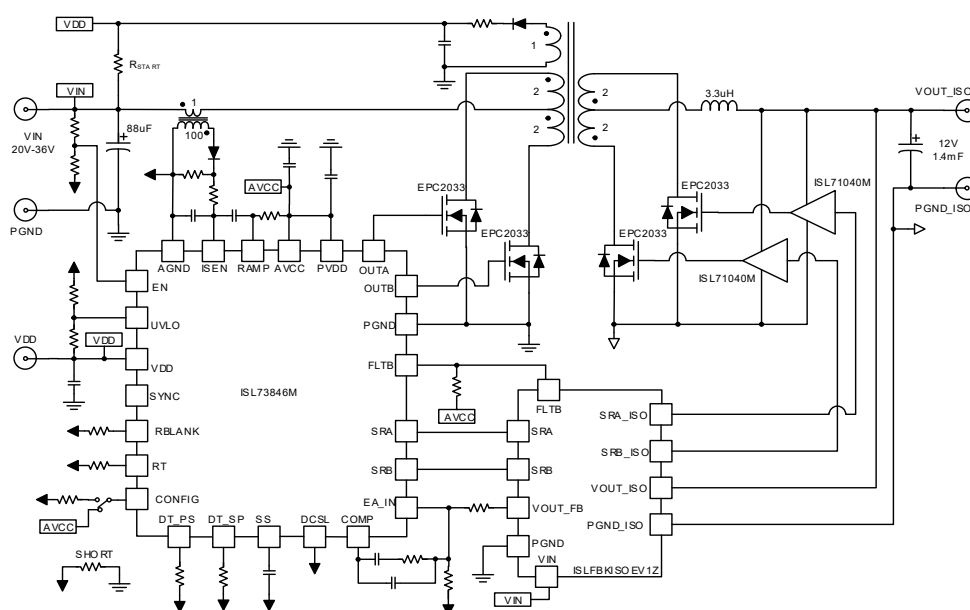 VDD
RSTART
1
VIN
1
2
2
3.3uH
VOUT_ISO
VIN
20V-36V
88uF
100
2
2
12V
1.4mF
EPC2033
EPC2033
ISL71040M
AVCC
PGND
PGND_ISO
EPC2033
EPC2033
ISL71040M
AGND
ISEN
RAMP
AVCC
PVDD
OUTA
EN
OUTB
UVLO
PGND
VDD
VDD
VDD
FLTB
ISL73846M
AVCC
FLTB
SYNC
SRA_ISO
RBLANK
SRA
SRA
SRB_ISO
RT
SRB
SRB
VOUT_ISO
CONFIG
EA_IN
VOUT_FB
AVCC
DT_PS
DT_SP
SS
DCSL
COMP
PGND_ISO
PGND
VIN
SHORT
ISLFBKISOEV1Z
VIN